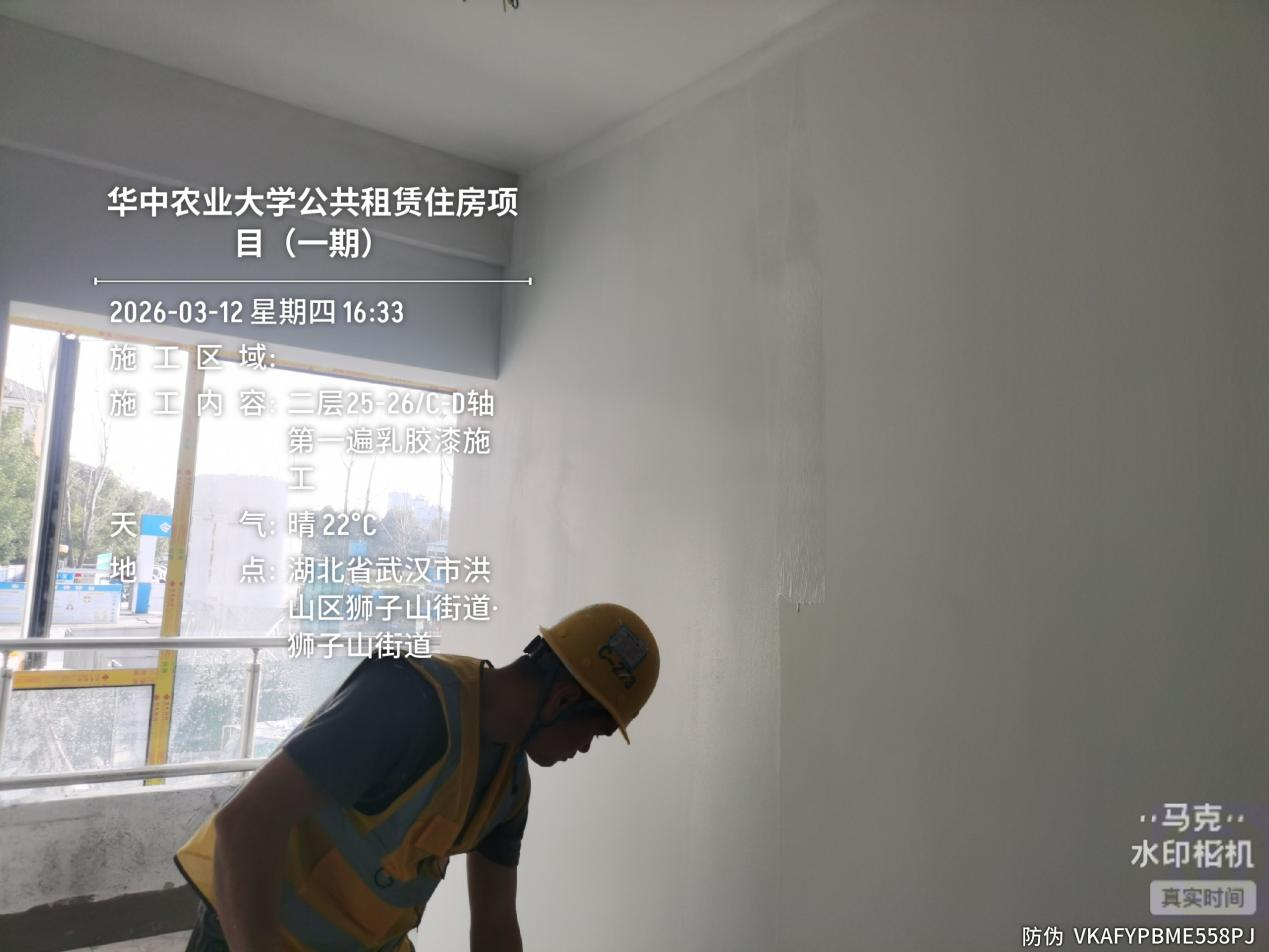 华中农业大学公共租赁住房项
目（一期）
2026-03-12 星期四 16:33
施工区域:
施工内容: 二层25-26/C-D轴
第一遍乳胶漆施
工
天气: 晴 22°C
地点: 湖北省武汉市洪
山区狮子山街道·
狮子山街道
C-273
马克
水印相机
真实时间
防伪 VKAFYPBME558PJ